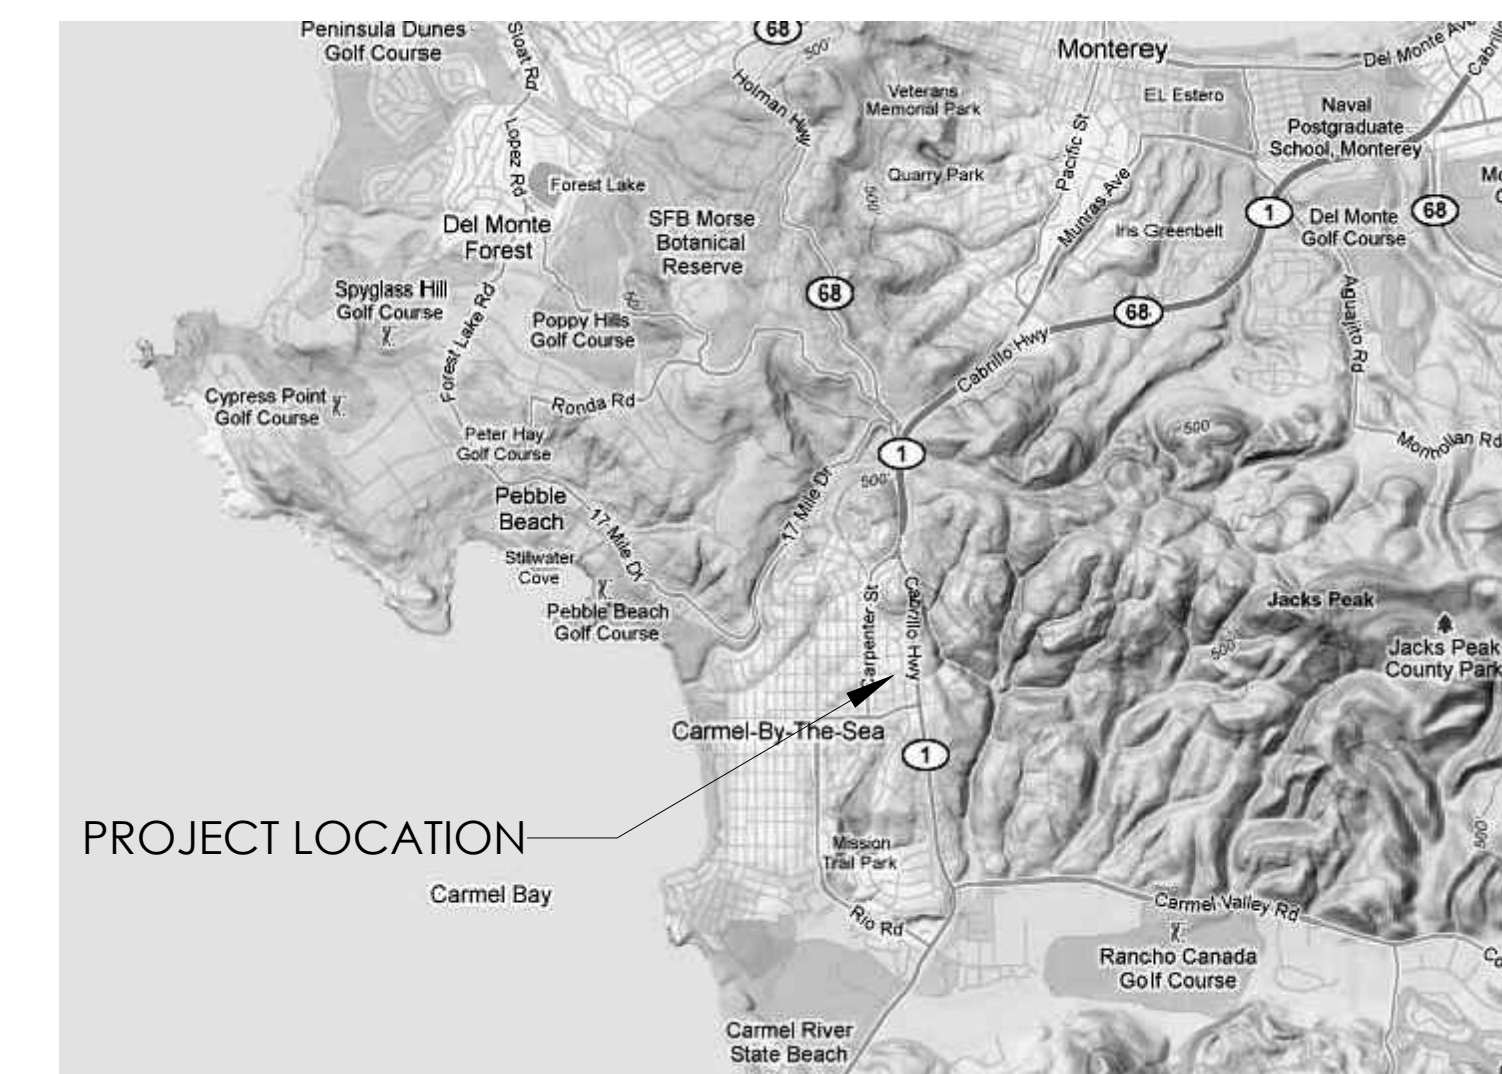 Peninsula Dunes
Golf Course
Sloat Rd
68
500'
Holman Hwy
Veterans
Memorial Park
Monterey
Del Monte Ave
EL Estero
Naval
Postgraduate
School, Monterey
Pacific St
Munras Ave
Quarry Park
500'
Lopez Rd
Forest Lake
Del Monte
Forest
SFB Morse
Botanical
Reserve
Iris Greenbelt
1
Del Monte
Golf Course
68
Spyglass Hill
Golf Course
Forest Lake Rd
Poppy Hills
Golf Course
68
68
Cabrillo Hwy
Aguajito Rd
Cypress Point
Golf Course
Ronda Rd
Peter Hay
Golf Course
1
500'
500
Monhollan Rd
Pebble
Beach
17 Mile Dr
17 Mile Dr
Stillwater
Cove
Pebble Beach
Golf Course
Carpenter St
Cabrillo Hwy
Jacks Peak
500'
Jacks Peak
County Park
Carmel-By-The-Sea
1
PROJECT LOCATION
Mission
Trail Park
500'
Carmel Bay
Rio Rd
Carmel Valley Rd
Rancho Canada
Golf Course
Carmel River
State Beach